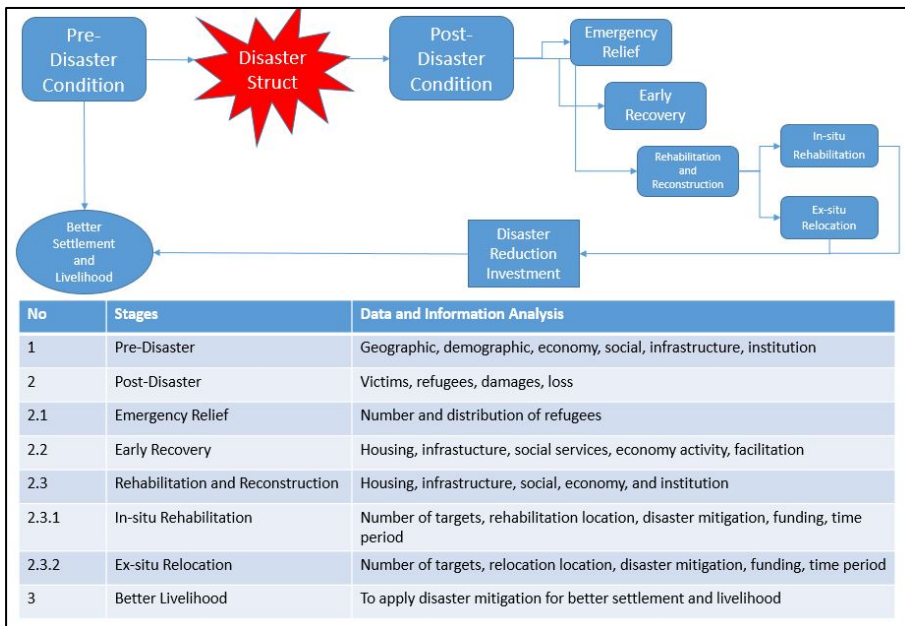 Pre-
Disaster
Condition
Disaster
Struct
Post-
Disaster
Condition
Emergency
Relief
Early
Recovery
Rehabilitation
and
Reconstruction
In-situ
Rehabilitation
Ex-situ
Relocation
Better
Settlement
and
Livelihood
Disaster
Reduction
Investment
No Stages Data and Information Analysis
1 Pre-Disaster Geographic, demographic, economy, social, infrastructure, institution
2 Post-Disaster Victims, refugees, damages, loss
2.1 Emergency Relief Number and distribution of refugees
2.2 Early Recovery Housing, infrastucture, social services, economy activity, facilitation
2.3 Rehabilitation and Reconstruction Housing, infrastructure, social, economy, and institution
2.3.1 In-situ Rehabilitation Number of targets, rehabilitation location, disaster mitigation, funding, time
period
2.3.2 Ex-situ Relocation Number of targets, relocation location, disaster mitigation, funding, time period
3 Better Livelihood To apply disaster mitigation for better settlement and livelihood